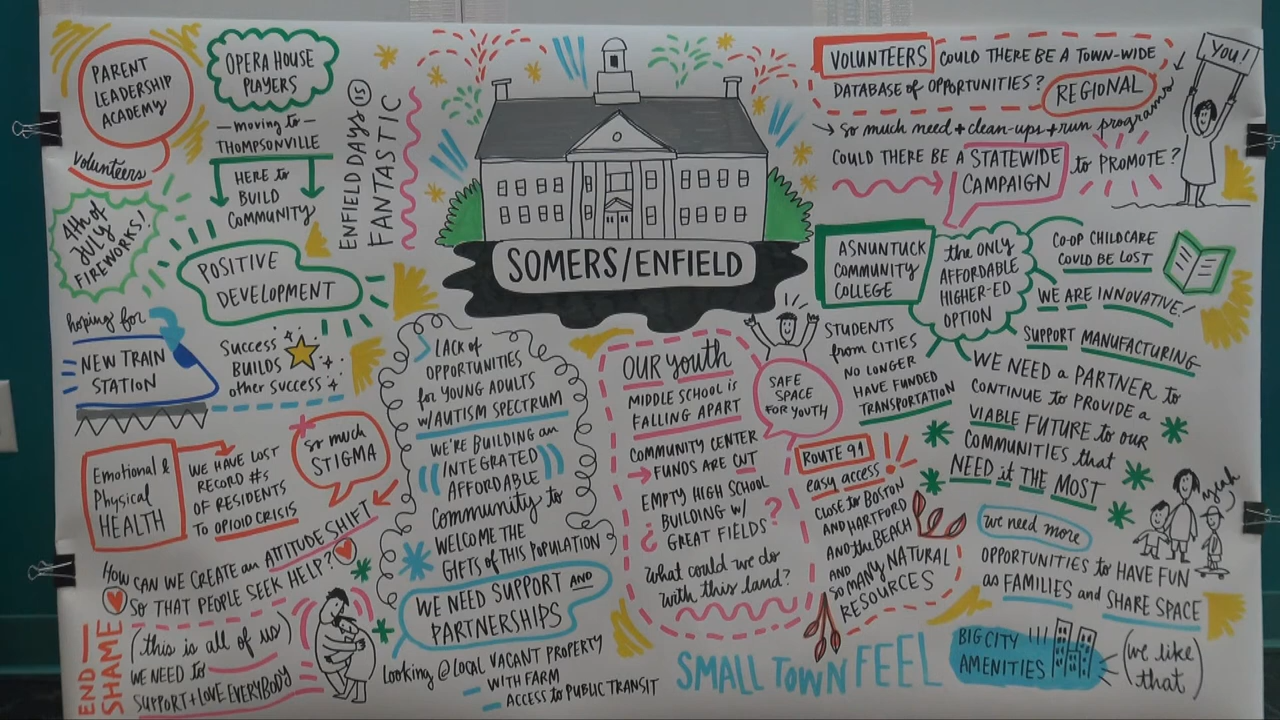 PARENT
LEADERSHIP
ACADEMY
Volunteers
OPERA HOUSE
PLAYERS
—moving to—
THOMPSONVILLE
HERE to
BUILD
COMMUNITY
ENFIELD DAYS IS
FANTASTIC
4th of
JULY
FIREWORKS!
POSITIVE
DEVELOPMENT
hoping for
NEW TRAIN
STATION
Success
BUILDS
other success
SOMERS/ENFIELD
VOLUNTEERS COULD THERE BE A TOWN-WIDE
DATABASE of OPPORTUNITIES?
REGIONAL
→ so much need + clean-ups + run programs
COULD THERE BE A STATEWIDE
CAMPAIGN to PROMOTE?
YOU!
ASNUNTUCK
COMMUNITY
COLLEGE
the ONLY
AFFORDABLE
HIGHER-ED
OPTION
CO-OP CHILDCARE
COULD BE LOST
WE ARE INNOVATIVE!
SUPPORT MANUFACTURING
STUDENTS
from CITIES
NO LONGER
HAVE FUNDED
TRANSPORTATION
WE NEED a PARTNER to
CONTINUE to PROVIDE a
VIABLE FUTURE to our
COMMUNITIES that
NEED it THE MOST
yeah
we need more
OPPORTUNITIES to HAVE FUN
as FAMILIES and SHARE SPACE
LACK of
OPPORTUNITIES
for YOUNG ADULTS
W/AUTISM SPECTRUM
WE'RE BUILDING an
INTEGRATED
AFFORDABLE
COMMUNITY to
WELCOME THE
GIFTS of THIS POPULATION
WE NEED SUPPORT AND
PARTNERSHIPS
Looking @ LOCAL VACANT PROPERTY
WITH FARM
ACCESS to PUBLIC TRANSIT
OUR youth
MIDDLE SCHOOL is
FALLING APART
COMMUNITY CENTER
→ FUNDS ARE CUT
EMPTY HIGH SCHOOL
BUILDING W/
¿ GREAT FIELDS ?
What could we do
with this land?
SAFE
SPACE
FOR YOUTH
ROUTE 91
easy access!
CLOSE to BOSTON
AND HARTFORD
AND the BEACH
AND
SO MANY NATURAL
RESOURCES
Emotional &
Physical
HEALTH
WE HAVE LOST
RECORD #S
OF RESIDENTS
TO OPIOID CRISIS
so much
STIGMA
HOW CAN WE CREATE an ATTITUDE SHIFT
SO THAT PEOPLE SEEK HELP?
END
SHAME
(this is all of us)
WE NEED to
SUPPORT + LOVE EVERYBODY
SMALL TOWN FEEL
BIG CITY
AMENITIES
(we like
that)